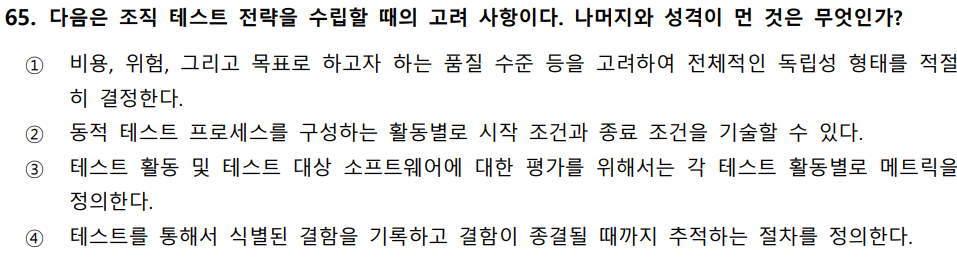 65. 다음은 조직 테스트 전략을 수립할 때의 고려 사항이다. 나머지와 성격이 먼 것은 무엇인가?
① 비용, 위험, 그리고 목표로 하고자 하는 품질 수준 등을 고려하여 전체적인 독립성 형태를 적절
히 결정한다.
② 동적 테스트 프로세스를 구성하는 활동별로 시작 조건과 종료 조건을 기술할 수 있다.
③ 테스트 활동 및 테스트 대상 소프트웨어에 대한 평가를 위해서는 각 테스트 활동별로 메트릭을
정의한다.
④ 테스트를 통해서 식별된 결함을 기록하고 결함이 종결될 때까지 추적하는 절차를 정의한다.